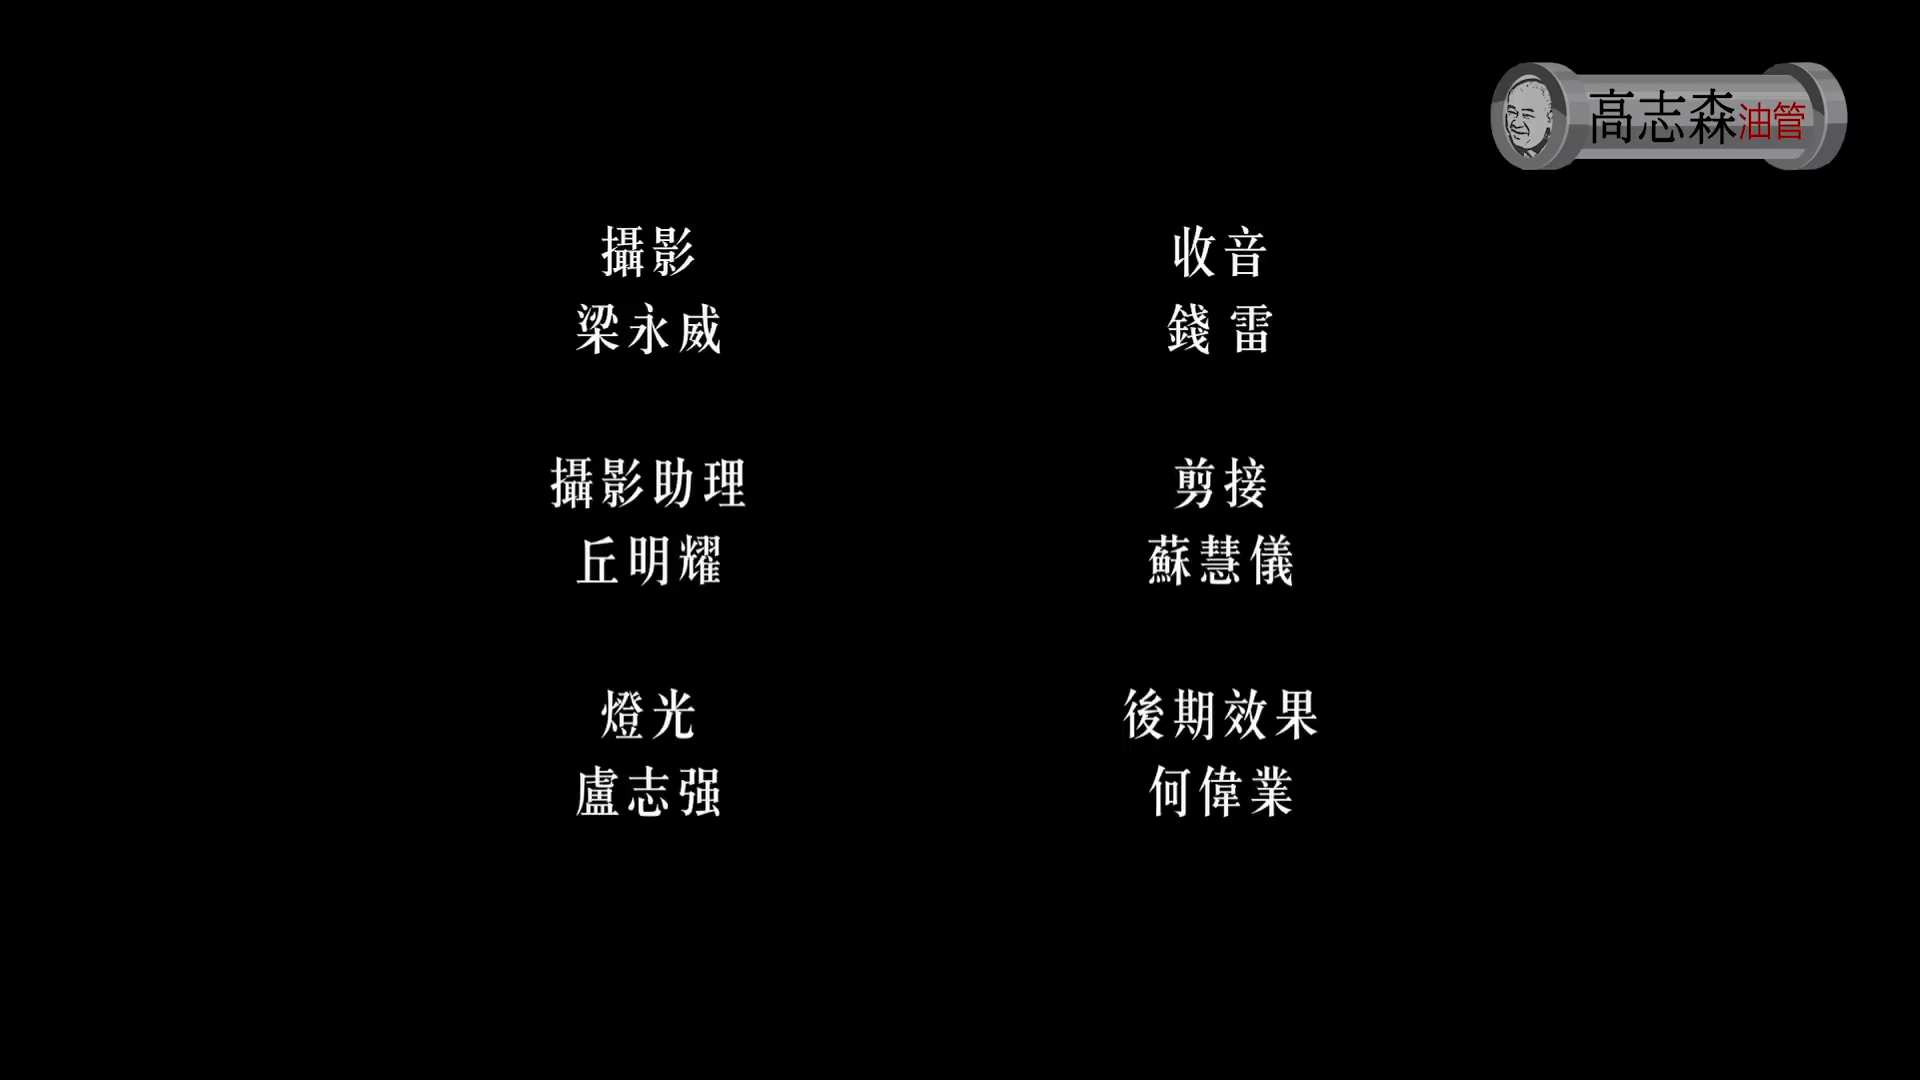 高志森油管
攝影
梁永威
收音
錢 雷
攝影助理
丘明耀
剪接
蘇慧儀
燈光
盧志强
後期效果
何偉業